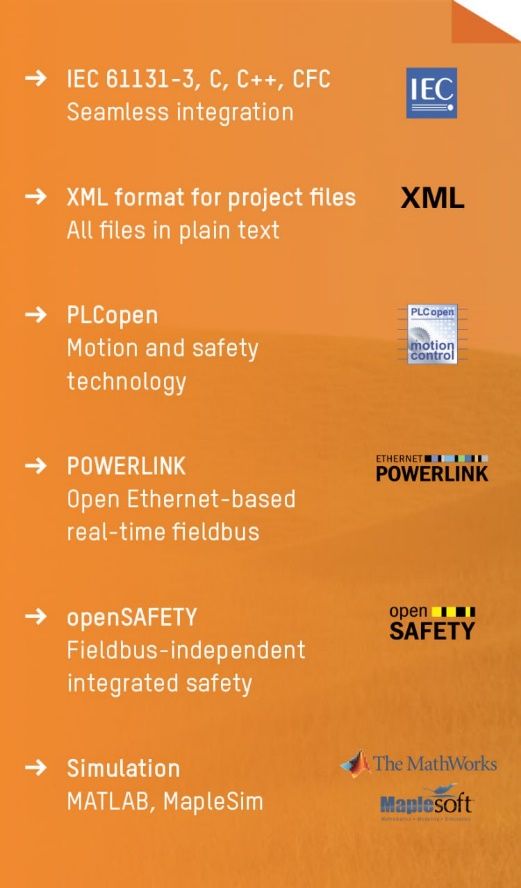 → IEC 61131-3, C, C++, CFC
Seamless integration
IEC
→ XML format for project files
All files in plain text
XML
→ PLCopen
Motion and safety
technology
PLCopen
motion
control
→ POWERLINK
Open Ethernet-based
real-time fieldbus
ETHERNET
POWERLINK
→ openSAFETY
Fieldbus-independent
integrated safety
open
SAFETY
→ Simulation
MATLAB, MapleSim
The MathWorks
Maplesoft